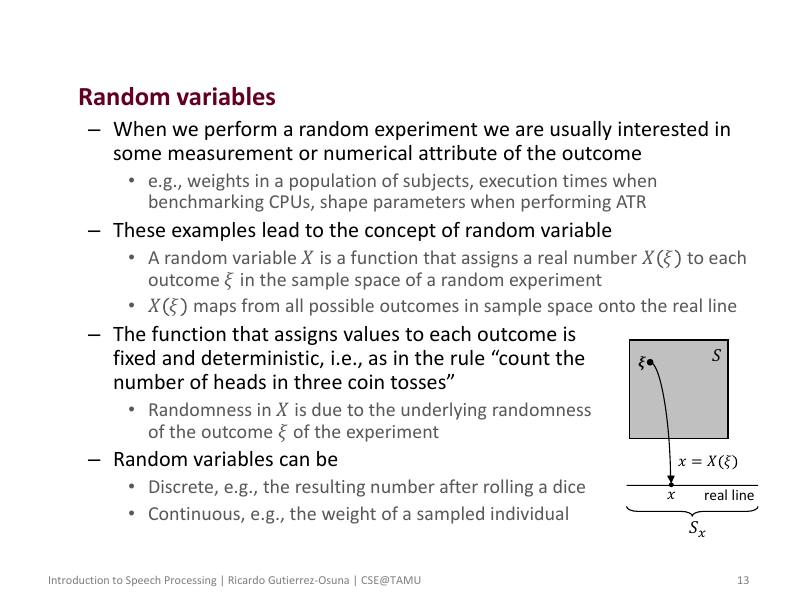 Random variables
– When we perform a random experiment we are usually interested in
some measurement or numerical attribute of the outcome
• e.g., weights in a population of subjects, execution times when
benchmarking CPUs, shape parameters when performing ATR
– These examples lead to the concept of random variable
• A random variable 𝑋 is a function that assigns a real number 𝑋(𝜉) to each
outcome 𝜉 in the sample space of a random experiment
• 𝑋(𝜉) maps from all possible outcomes in sample space onto the real line
– The function that assigns values to each outcome is
fixed and deterministic, i.e., as in the rule “count the
number of heads in three coin tosses”
• Randomness in 𝑋 is due to the underlying randomness
of the outcome 𝜉 of the experiment
– Random variables can be
• Discrete, e.g., the resulting number after rolling a dice
• Continuous, e.g., the weight of a sampled individual
𝑆
𝝃
𝑥 = 𝑋(𝜉)
𝑥 real line
𝑆ₓ
Introduction to Speech Processing | Ricardo Gutierrez-Osuna | CSE@TAMU
13